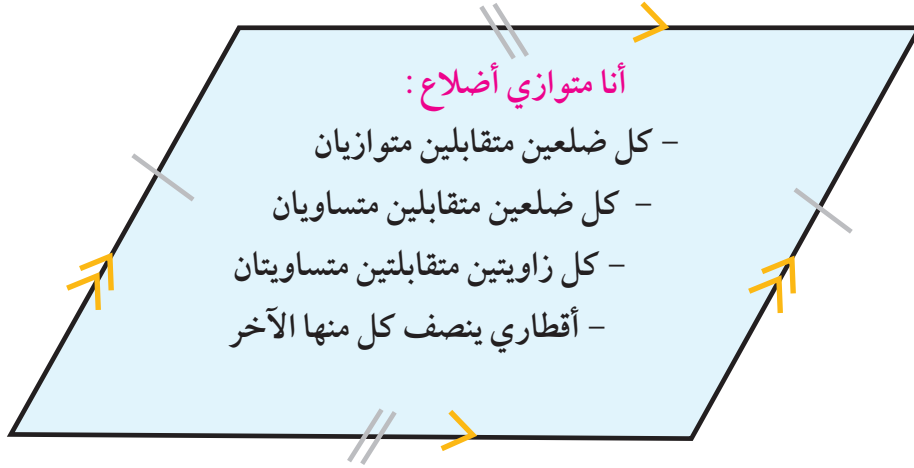 أنا متوازي أضلاع :
– كل ضلعين متقابلين متوازيان
– كل ضلعين متقابلين متساويان
– كل زاويتين متقابلتين متساويتان
– أقطاري ينصف كل منها الآخر